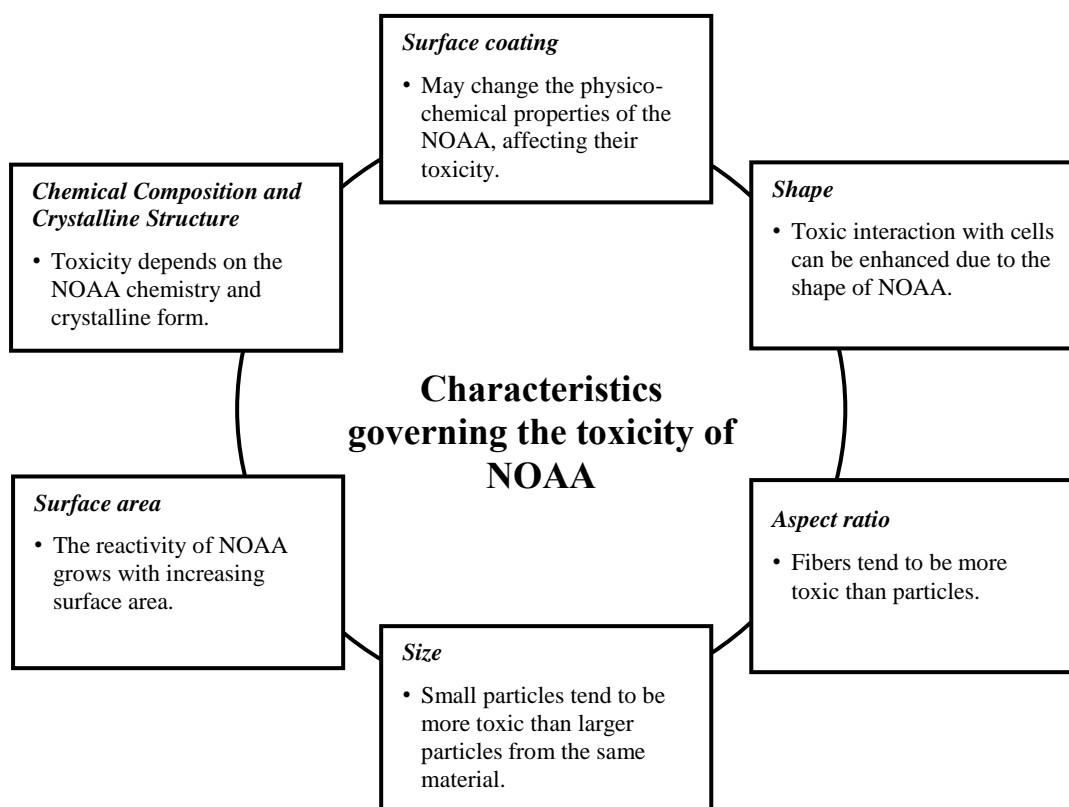 Surface coating
• May change the physico-
chemical properties of the
NOAA, affecting their
toxicity.
Shape
• Toxic interaction with cells
can be enhanced due to the
shape of NOAA.
Aspect ratio
• Fibers tend to be more
toxic than particles.
Size
• Small particles tend to be
more toxic than larger
particles from the same
material.
Surface area
• The reactivity of NOAA
grows with increasing
surface area.
Chemical Composition and
Crystalline Structure
• Toxicity depends on the
NOAA chemistry and
crystalline form.
Characteristics
governing the toxicity of
NOAA